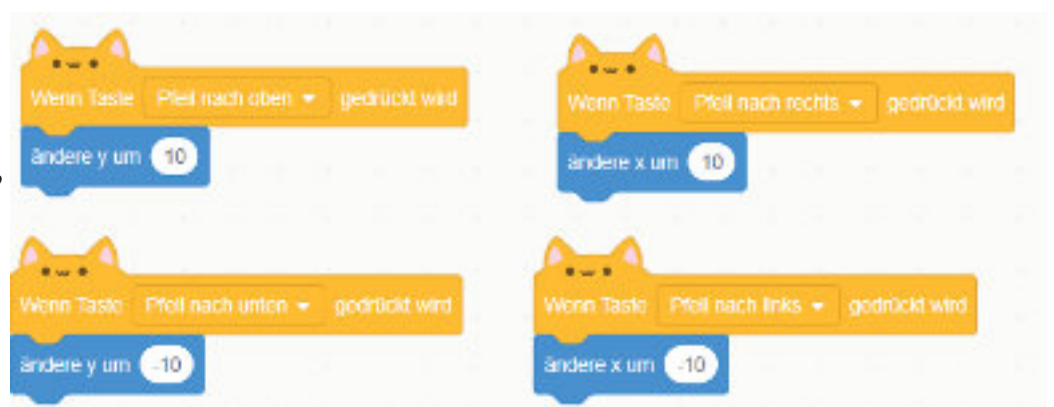 Wenn Taste Pfeil nach oben gedrückt wird
ändere y um 10
Wenn Taste Pfeil nach rechts gedrückt wird
ändere x um 10
Wenn Taste Pfeil nach unten gedrückt wird
ändere y um -10
Wenn Taste Pfeil nach links gedrückt wird
ändere x um -10